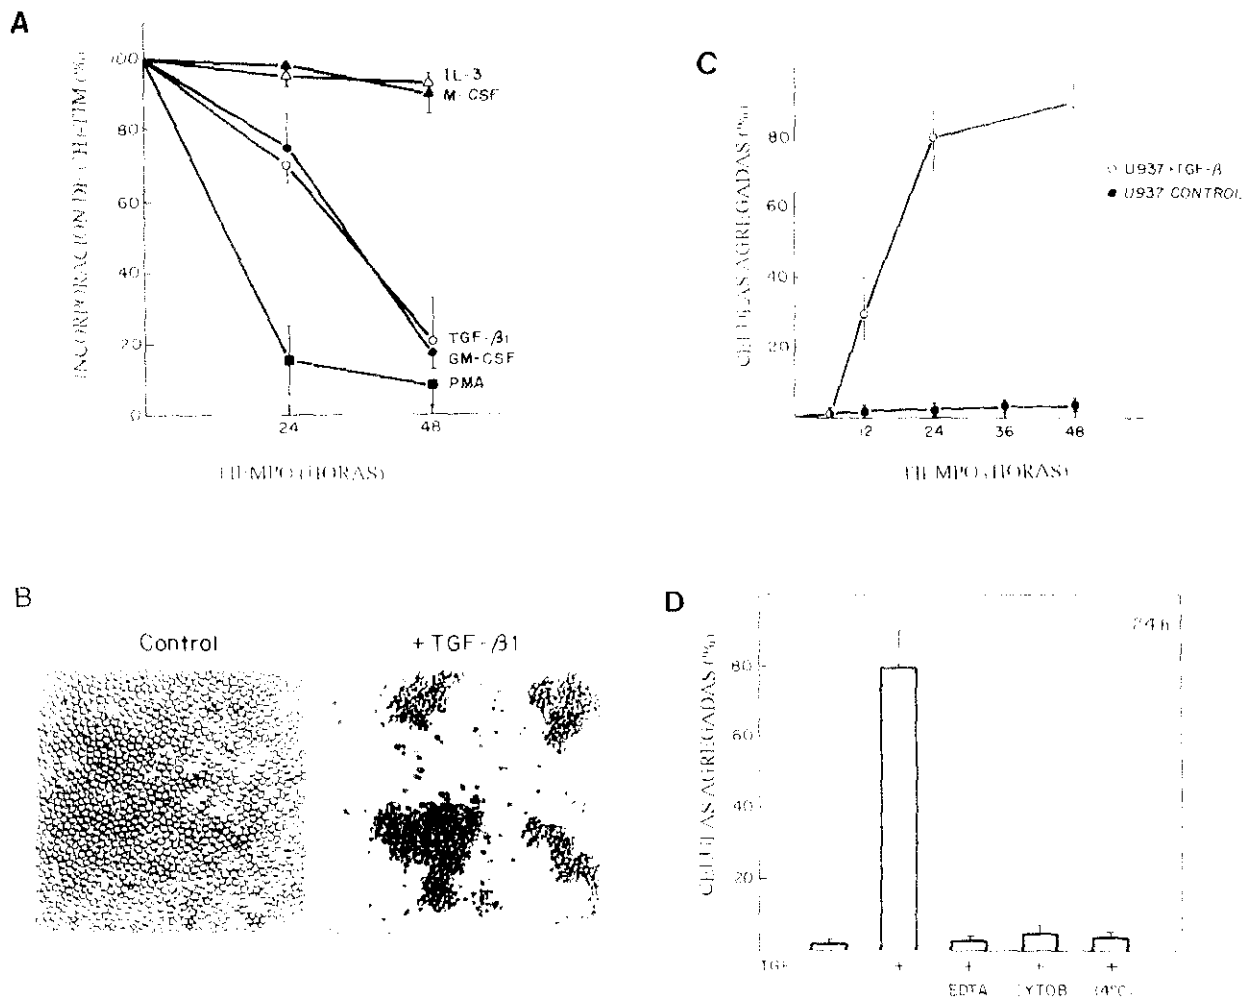 A
INCORPORACION DE (3H)-TIM (%)
100
80
60
40
20
0
24
48
IL-3
M-CSF
TGF-β1
GM-CSF
PMA
TIEMPO (HORAS)
C
CELULAS AGREGADAS (%)
80
60
40
20
12
24
36
48
U937+TGF-β
U937 CONTROL
TIEMPO (HORAS)
B
Control
+ TGF-β1
D
24h
CELULAS AGREGADAS (%)
80
60
40
20
TGF
+
+
+
+
EDTA
CYTOB
(4ºC)